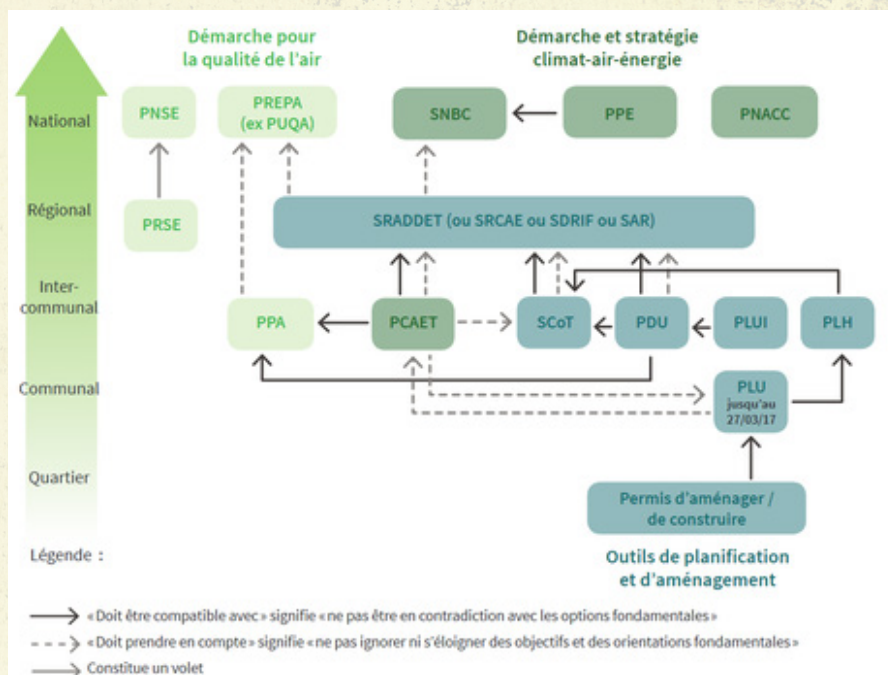 Démarche pour
la qualité de l'air
Démarche et stratégie
climat-air-énergie
National
PNSE
PREPA
(ex PUQA)
SNBC
PPE
PNACC
Régional
PRSE
SRADDET (ou SRCAE ou SDRIF ou SAR)
Inter-
communal
PPA
PCAET
SCoT
PDU
PLUI
PLH
Communal
PLU
jusqu'au
27/03/17
Quartier
Permis d'aménager /
de construire
Légende :
Outils de planification
et d'aménagement
« Doit être compatible avec » signifie « ne pas être en contradiction avec les options fondamentales »
« Doit prendre en compte » signifie « ne pas ignorer ni s'éloigner des objectifs et des orientations fondamentales »
Constitue un volet